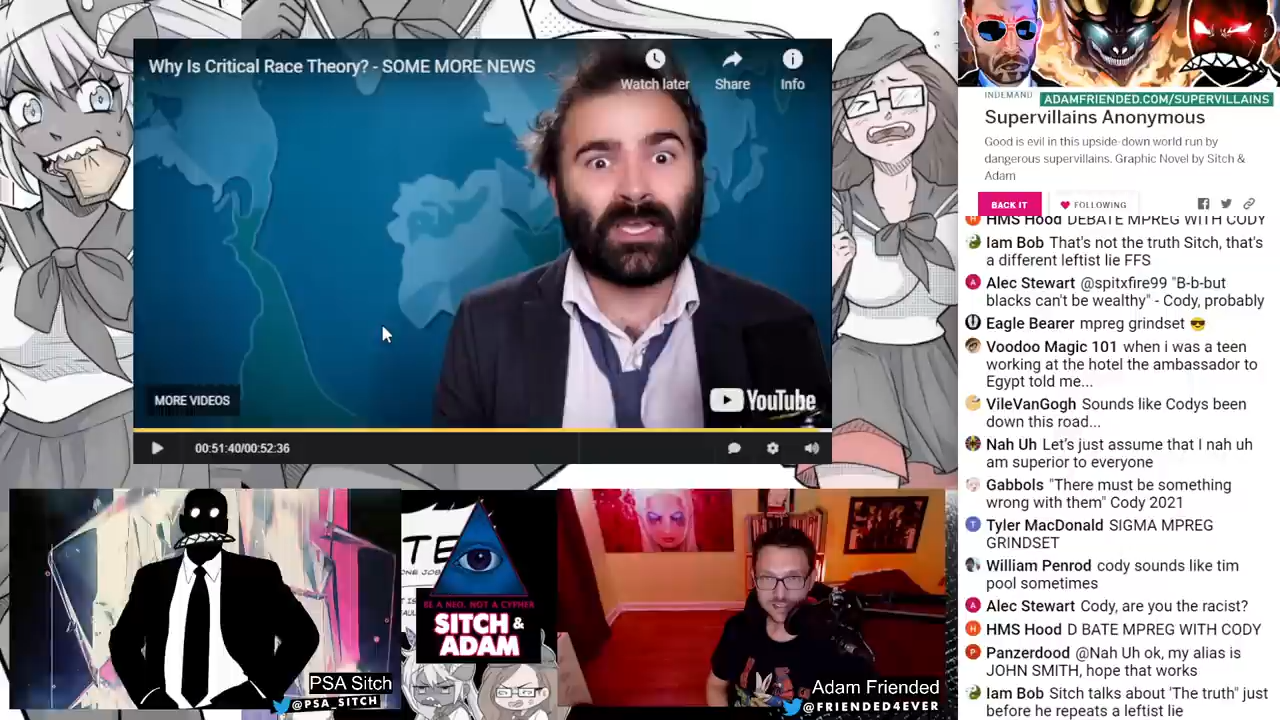 Why Is Critical Race Theory? - SOME MORE NEWS
Watch later
Share
Info
MORE VIDEOS
YouTube
00:51:40/00:52:36
PSA Sitch
@PSA_SITCH
BE A NEO, NOT A CYPHER
SITCH &
ADAM
Adam Friended
@FRIENDED4EVER
INDEMAND
ADAMFRIENDED.COM/SUPERVILLAINS
Supervillains Anonymous
Good is evil in this upside-down world run by
dangerous supervillains. Graphic Novel by Sitch &
Adam
BACK IT
FOLLOWING
HMS Hood DEBATE MPREG WITH CODY
Iam Bob That's not the truth Sitch, that's
a different leftist lie FFS
Alec Stewart @spitxfire99 "B-b-but
blacks can't be wealthy" - Cody, probably
Eagle Bearer mpreg grindset 😎
Voodoo Magic 101 when i was a teen
working at the hotel the ambassador to
Egypt told me...
VileVanGogh Sounds like Codys been
down this road...
Nah Uh Let's just assume that I nah uh
am superior to everyone
Gabbols "There must be something
wrong with them" Cody 2021
Tyler MacDonald SIGMA MPREG
GRINDSET
William Penrod cody sounds like tim
pool sometimes
Alec Stewart Cody, are you the racist?
HMS Hood D BATE MPREG WITH CODY
Panzerdood @Nah Uh ok, my alias is
JOHN SMITH, hope that works
Iam Bob Sitch talks about 'The truth" just
before he repeats a leftist lie